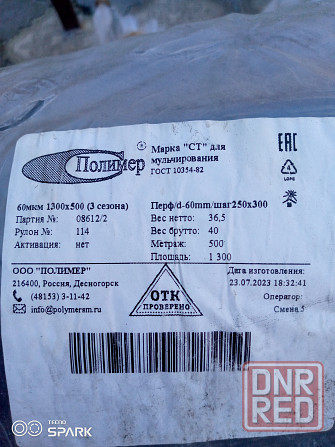 Полимер ®
Марка "СТ" для
мульчирования
ГОСТ 10354-82
EAC
LDPE
60мкм 1300х500 (3 сезона)
Перф/d-60mm/шаг250х300
Партия №: 08612/2
Вес нетто: 36,5
Рулон №: 114
Вес брутто: 40
Активация: нет
Метраж: 500
Площаль: 1 300
ООО "ПОЛИМЕР"
216400, Россия, Десногорск
(48153) 3-11-42
info@polymersm.ru
ОТК
ПРОВЕРЕНО
Дата изготовления:
23.07.2023 18:32:41
Оператор:
Смена 5
DNR
RED
TECNO
SPARK